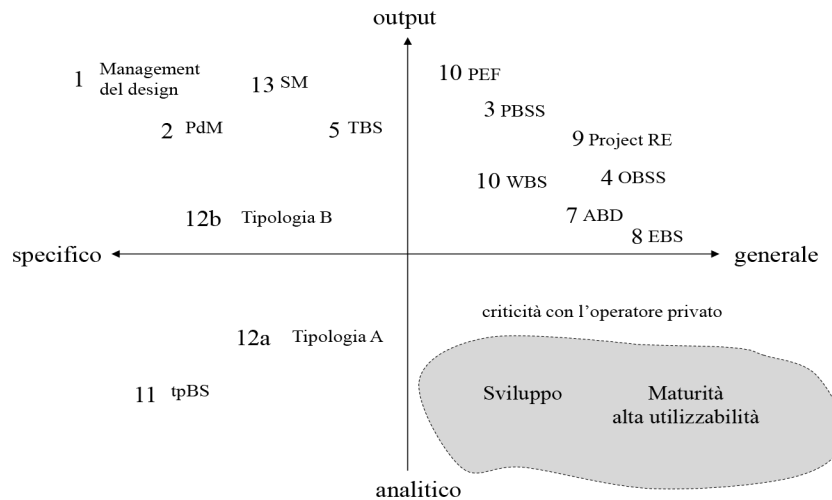 output
1 Management
del design
13 SM
10 PEF
3 PBSS
2 PdM
5 TBS
9 Project RE
10 WBS
4 OBSS
12b Tipologia B
7 ABD
8 EBS
specifico
generale
criticità con l’operatore privato
12a Tipologia A
11 tpBS
Sviluppo
Maturità
alta utilizzabilità
analitico